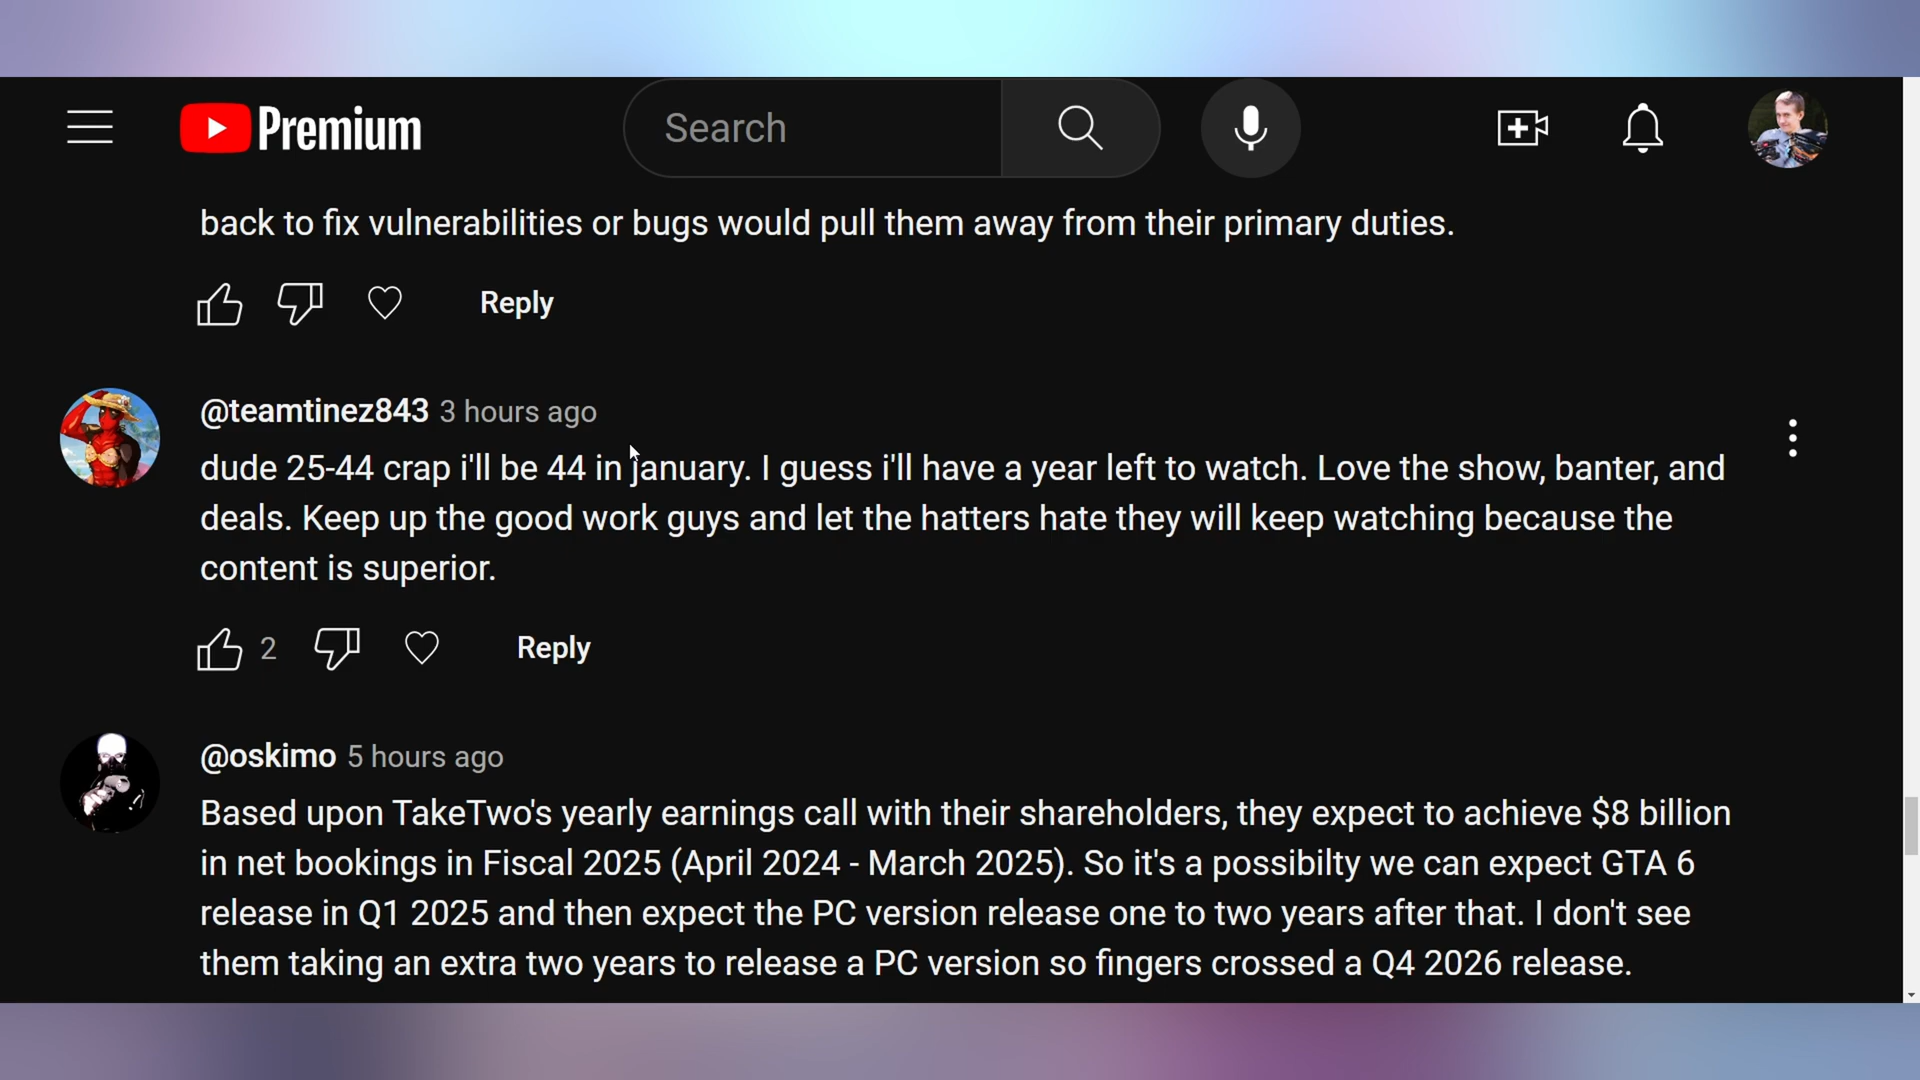 Premium
Search
back to fix vulnerabilities or bugs would pull them away from their primary duties.
Reply
@teamtinez843 3 hours ago
dude 25-44 crap i'll be 44 in january. I guess i'll have a year left to watch. Love the show, banter, and
deals. Keep up the good work guys and let the hatters hate they will keep watching because the
content is superior.
2
Reply
@oskimo 5 hours ago
Based upon TakeTwo's yearly earnings call with their shareholders, they expect to achieve $8 billion
in net bookings in Fiscal 2025 (April 2024 - March 2025). So it's a possibilty we can expect GTA 6
release in Q1 2025 and then expect the PC version release one to two years after that. I don't see
them taking an extra two years to release a PC version so fingers crossed a Q4 2026 release.